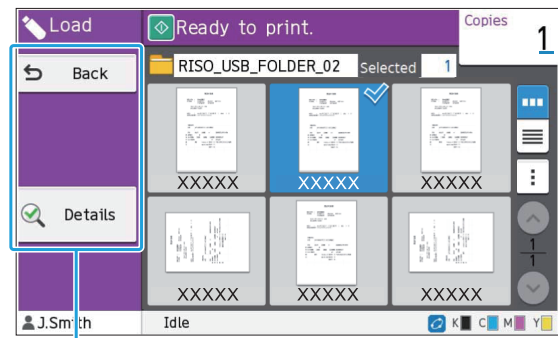 Load
Ready to print.
Copies
1
Back
RISO_USB_FOLDER_02
Selected
1
XXXXX
XXXXX
XXXXX
Details
1
1
XXXXX
XXXXX
XXXXX
J.Smith
Idle
K
C
M
Y